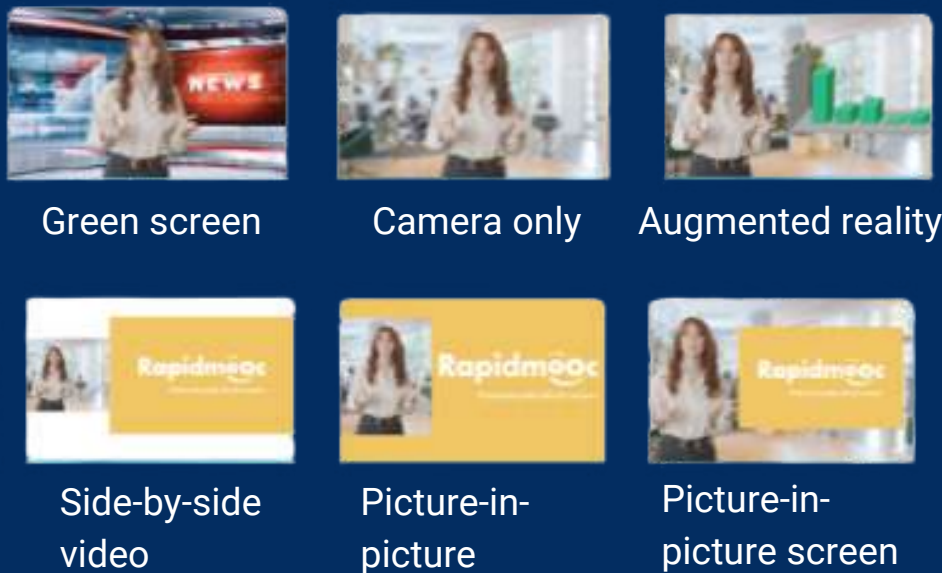 NEWS
Green screen
Camera only
Augmented reality
Rapidmooc
Rapidmooc
Rapidmooc
Side-by-side
video
Picture-in-
picture
Picture-in-
picture screen